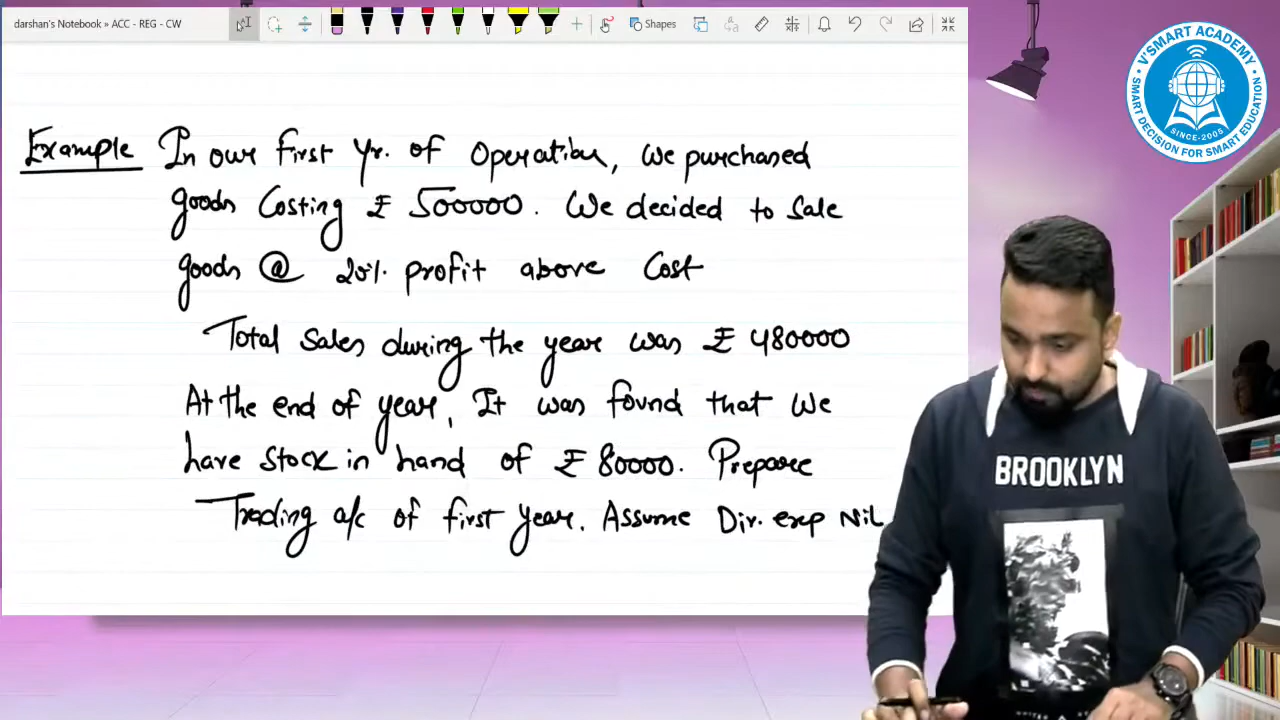 darshan's Notebook » ACC - REG - CW
Shapes
V'SMART ACADEMY
SMART DECISION FOR SMART EDUCATION
SINCE-2005
Example In our first yr. of operation, we purchased
goods costing ₹ 500000. We decided to sale
goods @ 20% profit above cost
Total sales during the year was ₹ 480000
At the end of year, It was found that we
have stock in hand of ₹ 80000. Prepare
Trading a/c of first year. Assume Dir. exp Nil
BROOKLYN